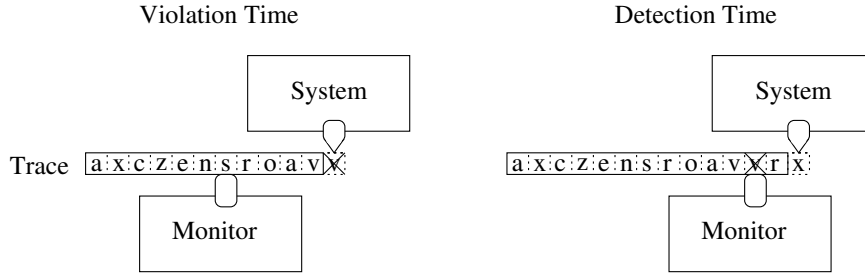 Violation Time
Detection Time
System
System
Trace a x c z e n s r o a v v
a x c z e n s r o a v v r x
Monitor
Monitor